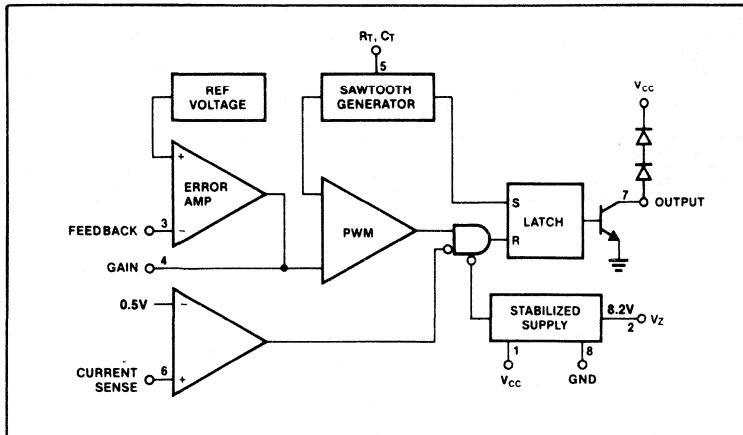 RT, CT
5
REF
VOLTAGE
SAWTOOTH
GENERATOR
VCC
+
ERROR
AMP
7
OUTPUT
S
LATCH
R
FEEDBACK
3
−
PWM
GAIN
4
0.5V
−
STABILIZED
SUPPLY
8.2V
2
VZ
CURRENT
SENSE
6
+
1
8
VCC
GND